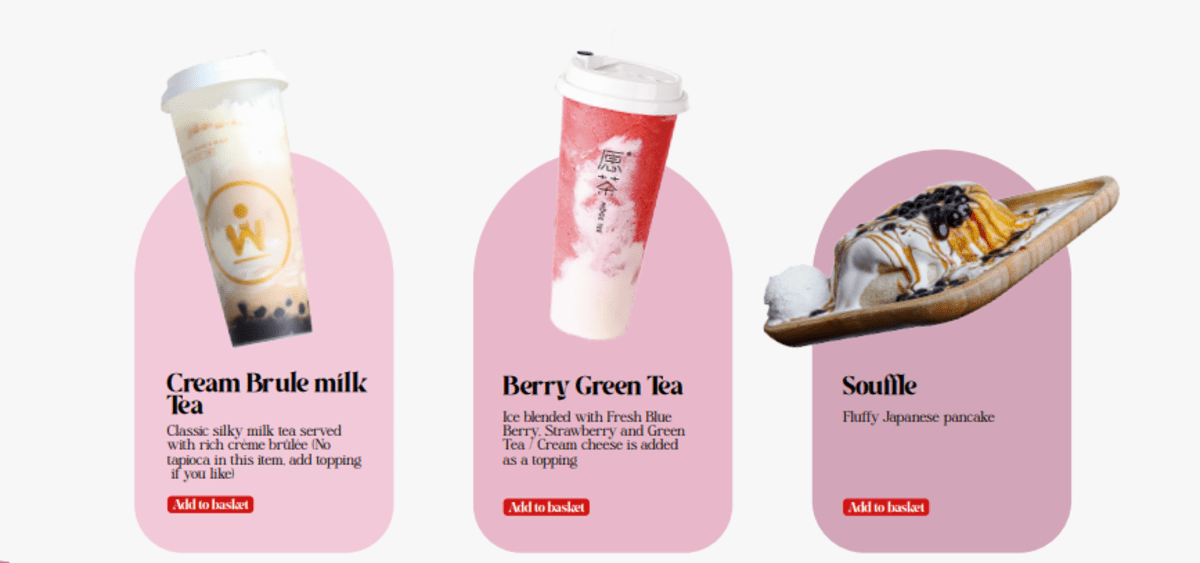 Cream Brule milk
Tea
Classic silky milk tea served
with rich crème brûlée (No
tapioca in this item, add topping
if you like)
Add to basket
Berry Green Tea
Ice blended with Fresh Blue
Berry, Strawberry and Green
Tea / Cream cheese is added
as a topping
Add to basket
Souffle
Fluffy Japanese pancake
Add to basket